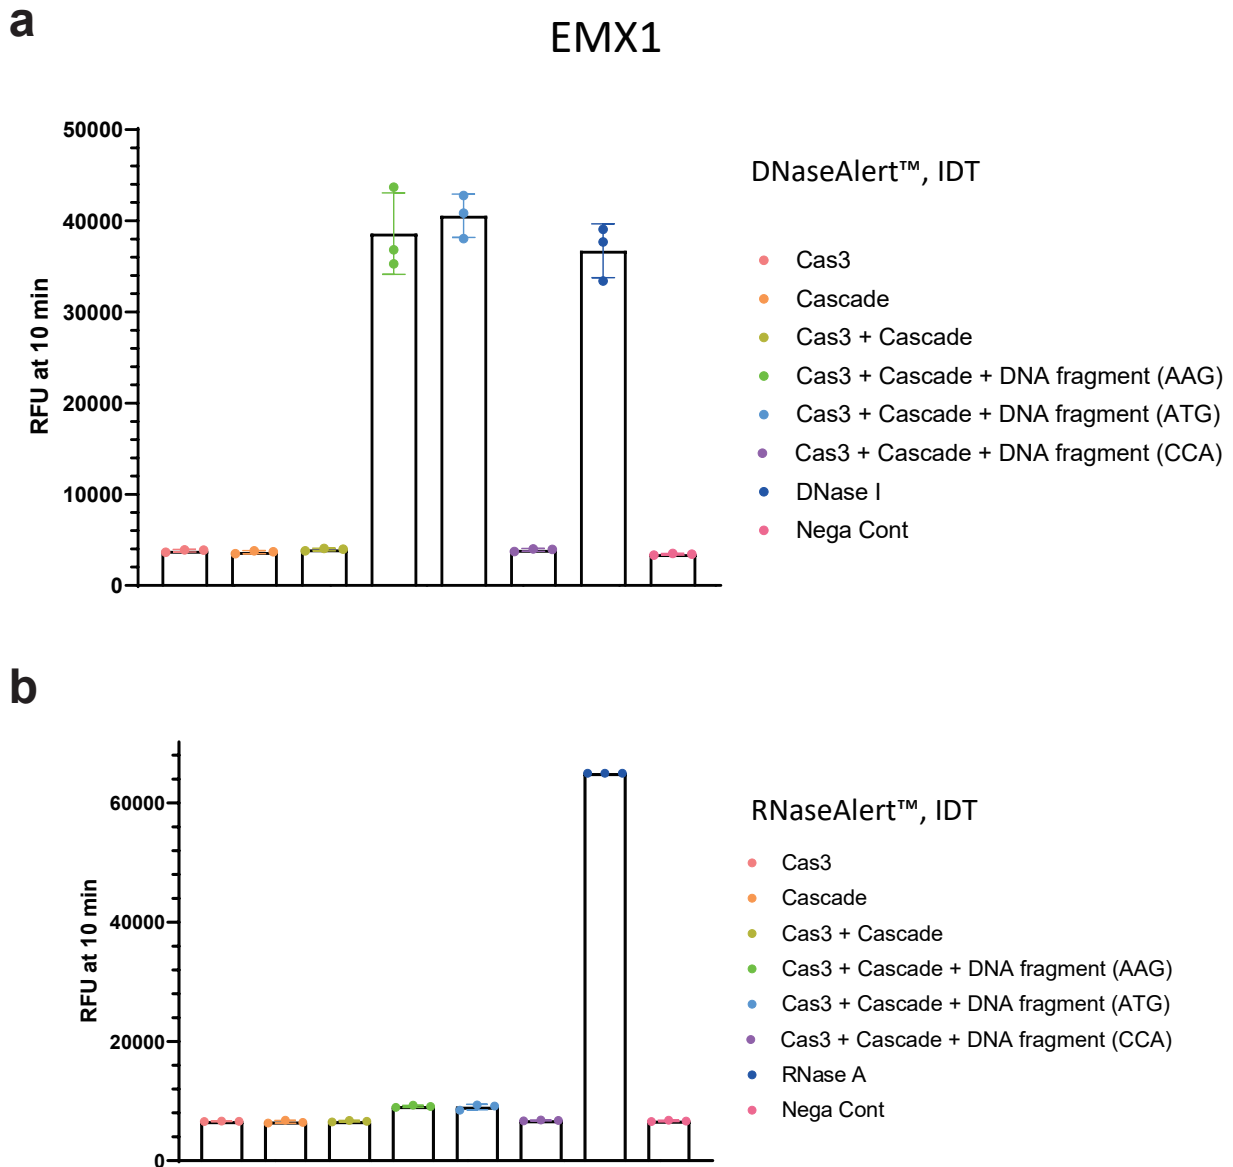 a
EMX1
50000
40000
30000
20000
10000
0
RFU at 10 min
DNaseAlert™, IDT
Cas3
Cascade
Cas3 + Cascade
Cas3 + Cascade + DNA fragment (AAG)
Cas3 + Cascade + DNA fragment (ATG)
Cas3 + Cascade + DNA fragment (CCA)
DNase I
Nega Cont
b
60000
40000
20000
0
RFU at 10 min
RNaseAlert™, IDT
Cas3
Cascade
Cas3 + Cascade
Cas3 + Cascade + DNA fragment (AAG)
Cas3 + Cascade + DNA fragment (ATG)
Cas3 + Cascade + DNA fragment (CCA)
RNase A
Nega Cont